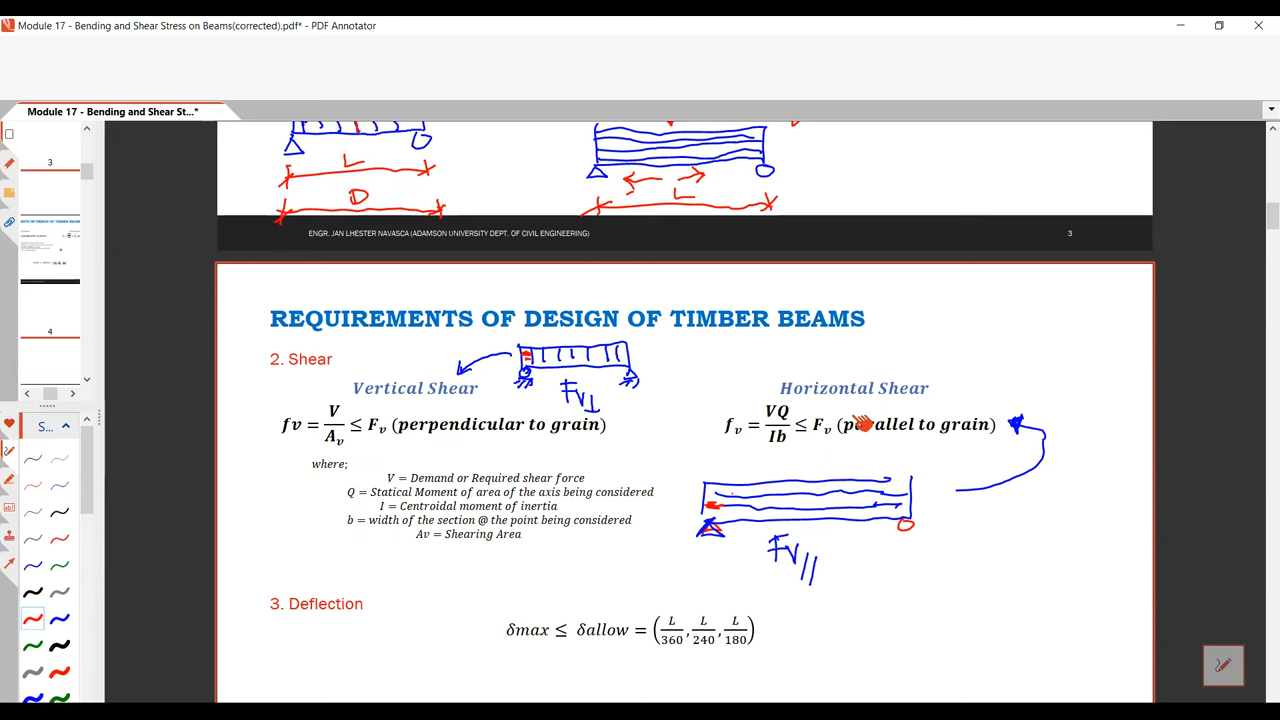 Module 17 - Bending and Shear Stress on Beams(corrected).pdf* - PDF Annotator
Module 17 - Bending and Shear St...*
3
4
S...
L
D
L
ENGR. JAN LHESTER NAVASCA (ADAMSON UNIVERSITY DEPT. OF CIVIL ENGINEERING)
3
REQUIREMENTS OF DESIGN OF TIMBER BEAMS
2. Shear
Vertical Shear
Fv⊥
fv = V/Av ≤ Fv (perpendicular to grain)
where;
V = Demand or Required shear force
Q = Statical Moment of area of the axis being considered
I = Centroidal moment of inertia
b = width of the section @ the point being considered
Av = Shearing Area
Horizontal Shear
fv = VQ/Ib ≤ Fv (parallel to grain)
Fv//
3. Deflection
δmax ≤ δallow = (L/360, L/240, L/180)